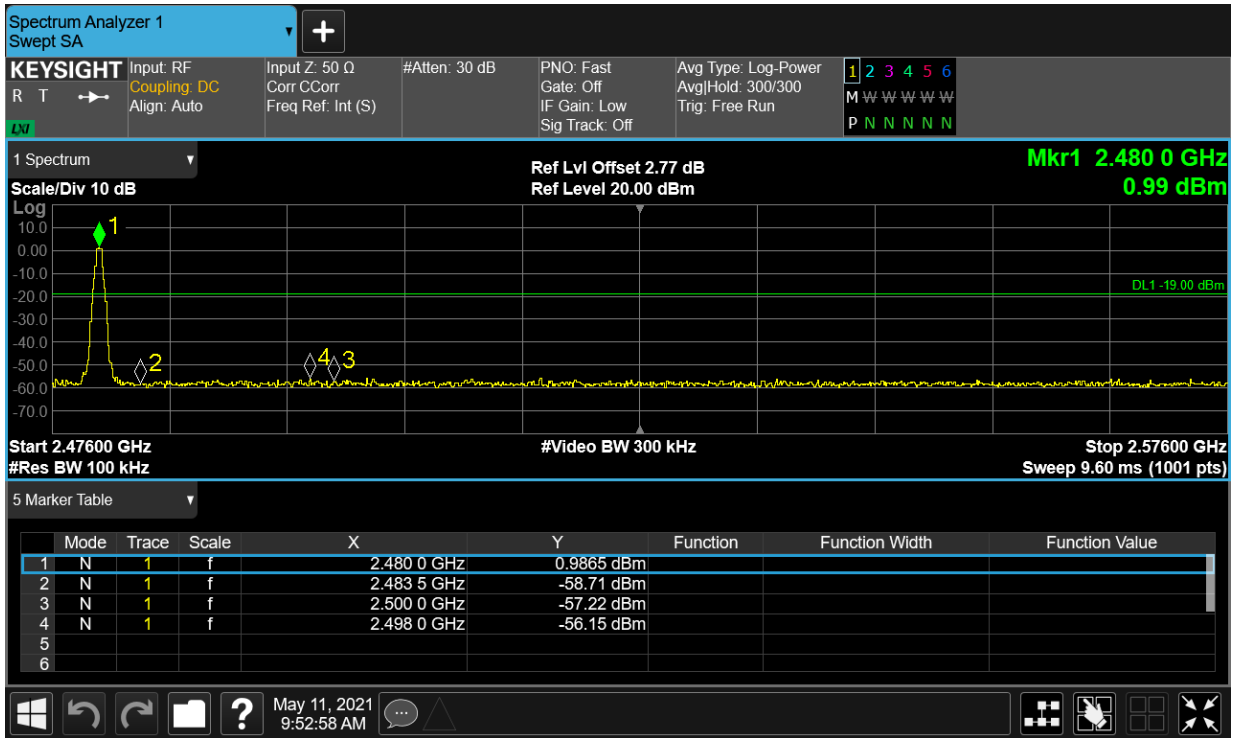 Spectrum Analyzer 1
Swept SA
+
KEYSIGHT
R T
LXI
Input: RF
Coupling: DC
Align: Auto
Input Z: 50 Ω
Corr CCorr
Freq Ref: Int (S)
#Atten: 30 dB
PNO: Fast
Gate: Off
IF Gain: Low
Sig Track: Off
Avg Type: Log-Power
Avg|Hold: 300/300
Trig: Free Run
1 2 3 4 5 6
M W W W W W
P N N N N N
1 Spectrum
Scale/Div 10 dB
Ref Lvl Offset 2.77 dB
Ref Level 20.00 dBm
Mkr1 2.480 0 GHz
0.99 dBm
Log
10.0
0.00
-10.0
-20.0
-30.0
-40.0
-50.0
-60.0
-70.0
1
2
4
3
DL1 -19.00 dBm
Start 2.47600 GHz
#Video BW 300 kHz
Stop 2.57600 GHz
#Res BW 100 kHz
Sweep 9.60 ms (1001 pts)
5 Marker Table
Mode Trace Scale X Y Function Function Width Function Value
1 N 1 f 2.480 0 GHz 0.9865 dBm
2 N 1 f 2.483 5 GHz -58.71 dBm
3 N 1 f 2.500 0 GHz -57.22 dBm
4 N 1 f 2.498 0 GHz -56.15 dBm
5
6
?
May 11, 2021
9:52:58 AM